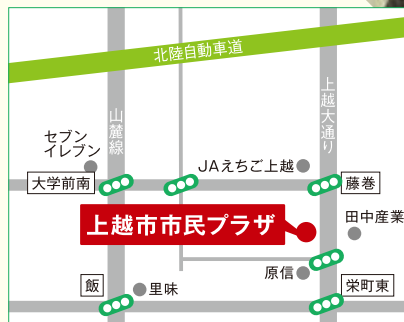 北陸自動車道
山麓線
上越大通り
セブン
イレブン
JAえちご上越
大学前南
藤巻
上越市市民プラザ
田中産業
原信
飯
里味
栄町東